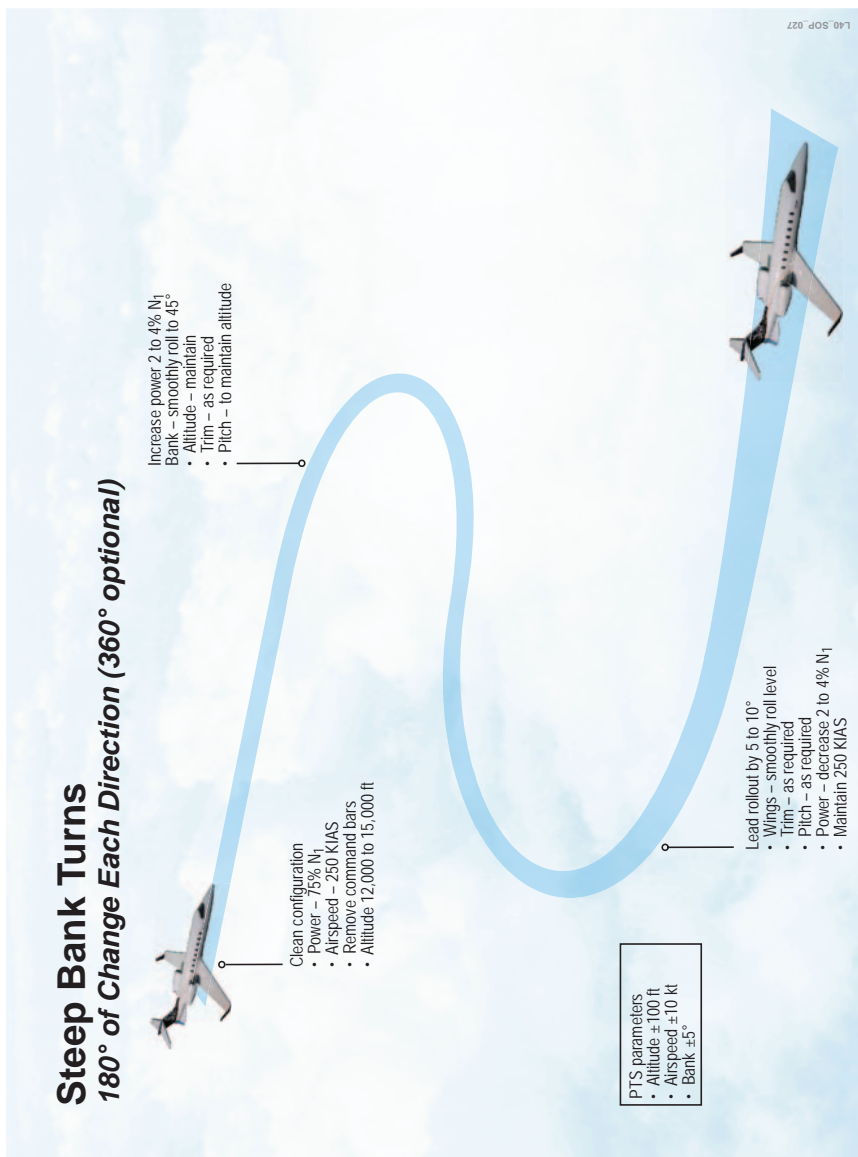 Steep Bank Turns
180° of Change Each Direction (360° optional)
Clean configuration
• Power – 75% N1
• Airspeed – 250 KIAS
• Remove command bars
• Altitude 12,000 to 15,000 ft
Increase power 2 to 4% N1
Bank – smoothly roll to 45°
• Altitude – maintain
• Trim – as required
• Pitch – to maintain altitude
Lead rollout by 5 to 10°
• Wings – smoothly roll level
• Trim – as required
• Pitch – as required
• Power – decrease 2 to 4% N1
• Maintain 250 KIAS
PTS parameters
• Altitude ±100 ft
• Airspeed ±10 kt
• Bank ±5°
L40_SOP_027